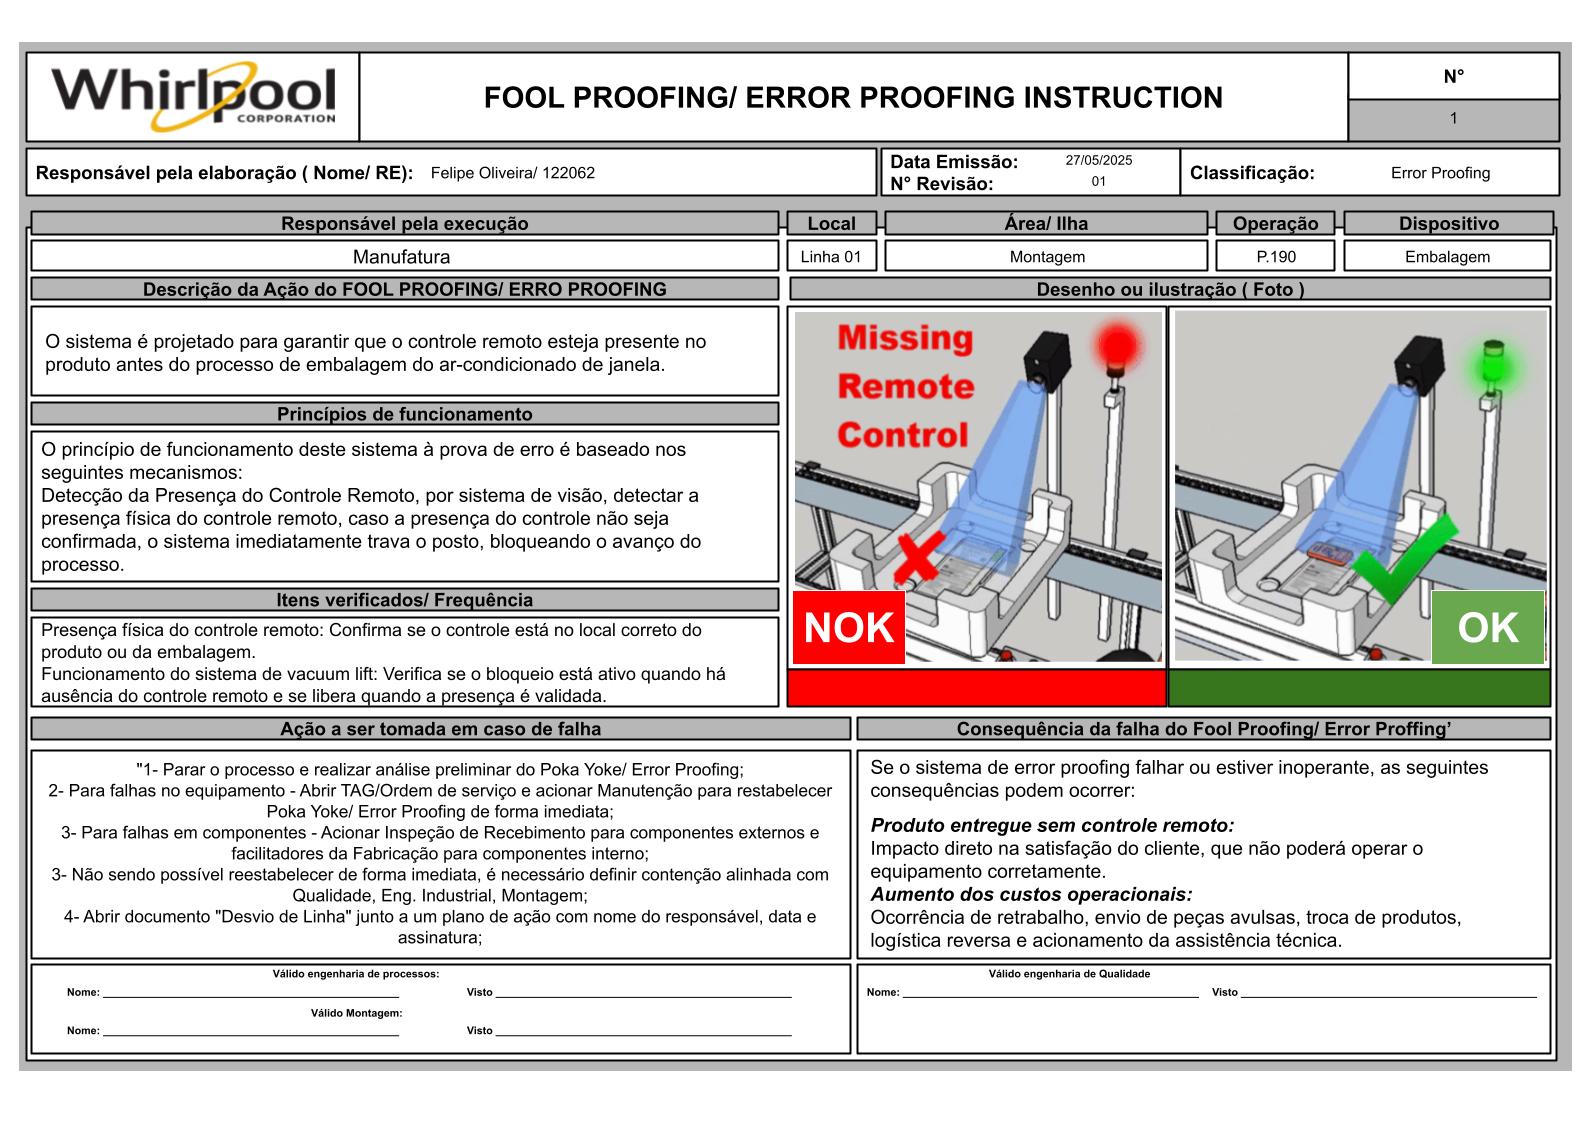 Whirlpool
CORPORATION
FOOL PROOFING/ ERROR PROOFING INSTRUCTION
N°
1
Responsável pela elaboração ( Nome/ RE): Felipe Oliveira/ 122062
Data Emissão: 27/05/2025
N° Revisão: 01
Classificação: Error Proofing
Responsável pela execução
Local
Área/ Ilha
Operação
Dispositivo
Manufatura
Linha 01
Montagem
P.190
Embalagem
Descrição da Ação do FOOL PROOFING/ ERRO PROOFING
Desenho ou ilustração ( Foto )
O sistema é projetado para garantir que o controle remoto esteja presente no
produto antes do processo de embalagem do ar-condicionado de janela.
Princípios de funcionamento
O princípio de funcionamento deste sistema à prova de erro é baseado nos
seguintes mecanismos:
Detecção da Presença do Controle Remoto, por sistema de visão, detectar a
presença física do controle remoto, caso a presença do controle não seja
confirmada, o sistema imediatamente trava o posto, bloqueando o avanço do
processo.
Itens verificados/ Frequência
Presença física do controle remoto: Confirma se o controle está no local correto do
produto ou da embalagem.
Funcionamento do sistema de vacuum lift: Verifica se o bloqueio está ativo quando há
ausência do controle remoto e se libera quando a presença é validada.
Missing
Remote
Control
NOK
OK
Ação a ser tomada em caso de falha
"1- Parar o processo e realizar análise preliminar do Poka Yoke/ Error Proofing;
2- Para falhas no equipamento - Abrir TAG/Ordem de serviço e acionar Manutenção para restabelecer
Poka Yoke/ Error Proofing de forma imediata;
3- Para falhas em componentes - Acionar Inspeção de Recebimento para componentes externos e
facilitadores da Fabricação para componentes interno;
3- Não sendo possível reestabelecer de forma imediata, é necessário definir contenção alinhada com
Qualidade, Eng. Industrial, Montagem;
4- Abrir documento "Desvio de Linha" junto a um plano de ação com nome do responsável, data e
assinatura;
Consequência da falha do Fool Proofing/ Error Proffing’
Se o sistema de error proofing falhar ou estiver inoperante, as seguintes
consequências podem ocorrer:
Produto entregue sem controle remoto:
Impacto direto na satisfação do cliente, que não poderá operar o
equipamento corretamente.
Aumento dos custos operacionais:
Ocorrência de retrabalho, envio de peças avulsas, troca de produtos,
logística reversa e acionamento da assistência técnica.
Válido engenharia de processos:
Nome: Visto
Válido Montagem:
Nome: Visto
Válido engenharia de Qualidade
Nome: Visto